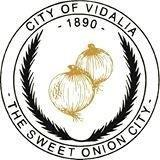 CITY OF VIDALIA
- 1890 -
- THE SWEET ONION CITY -